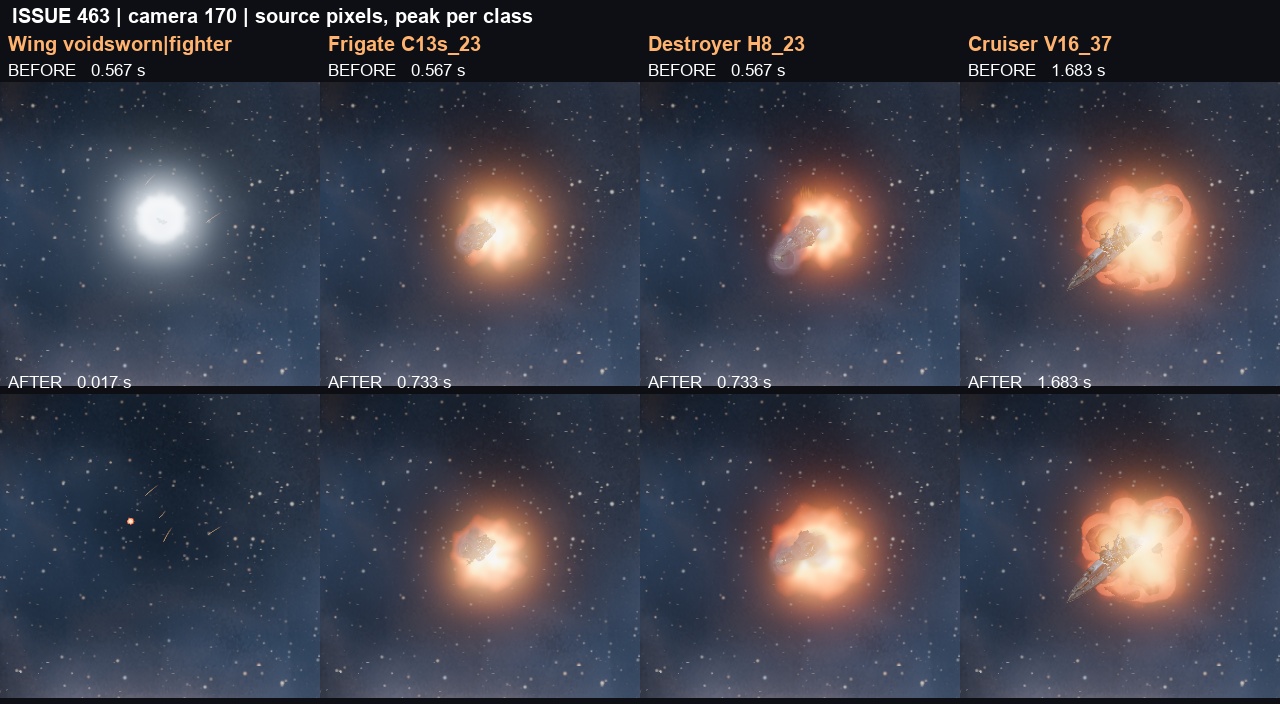 ISSUE 463 | camera 170 | source pixels, peak per class
Wing voidsworn|fighter
BEFORE 0.567 s
Frigate C13s_23
BEFORE 0.567 s
Destroyer H8_23
BEFORE 0.567 s
Cruiser V16_37
BEFORE 1.683 s
AFTER 0.017 s
AFTER 0.733 s
AFTER 0.733 s
AFTER 1.683 s